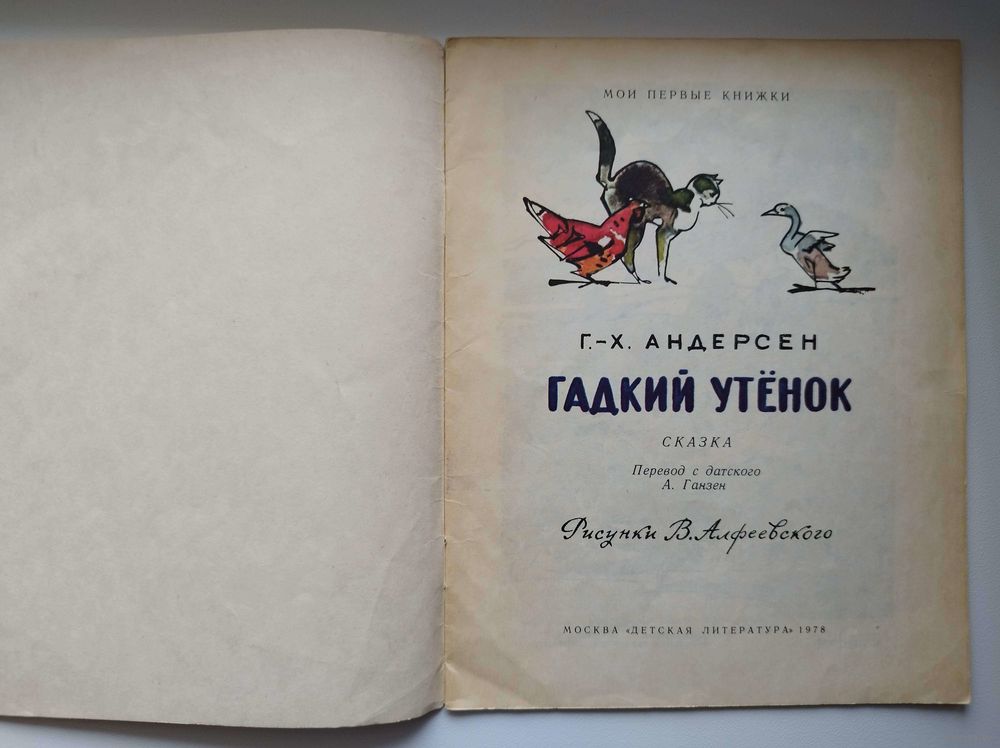 МОИ ПЕРВЫЕ КНИЖКИ
Г.-Х. АНДЕРСЕН
ГАДКИЙ УТЁНОК
СКАЗКА
Перевод с датского
А. Ганзен
Рисунки В. Алфеевского
МОСКВА «ДЕТСКАЯ ЛИТЕРАТУРА» 1978